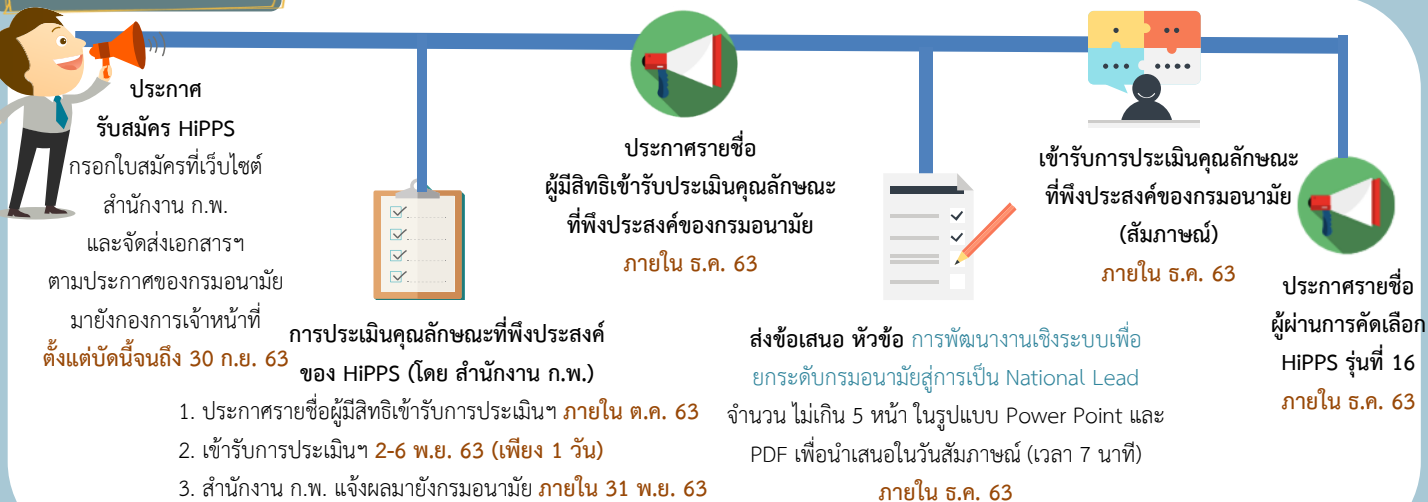 ประกาศ
รับสมัคร HiPPS
กรอกใบสมัครที่เว็บไซต์
สำนักงาน ก.พ.
และจัดส่งเอกสารฯ
ตามประกาศของกรมอนามัย
มายังกองการเจ้าหน้าที่
ตั้งแต่บัดนี้จนถึง 30 ก.ย. 63
การประเมินคุณลักษณะที่พึงประสงค์
ของ HiPPS (โดย สำนักงาน ก.พ.)
1. ประกาศรายชื่อผู้มีสิทธิเข้ารับการประเมินฯ ภายใน ต.ค. 63
2. เข้ารับการประเมินฯ 2-6 พ.ย. 63 (เพียง 1 วัน)
3. สำนักงาน ก.พ. แจ้งผลมายังกรมอนามัย ภายใน 31 พ.ย. 63
ประกาศรายชื่อ
ผู้มีสิทธิเข้ารับประเมินคุณลักษณะ
ที่พึงประสงค์ของกรมอนามัย
ภายใน ธ.ค. 63
ส่งข้อเสนอ หัวข้อ การพัฒนางานเชิงระบบเพื่อ
ยกระดับกรมอนามัยสู่การเป็น National Lead
จำนวน ไม่เกิน 5 หน้า ในรูปแบบ Power Point และ
PDF เพื่อนำเสนอในวันสัมภาษณ์ (เวลา 7 นาที)
ภายใน ธ.ค. 63
เข้ารับการประเมินคุณลักษณะ
ที่พึงประสงค์ของกรมอนามัย
(สัมภาษณ์)
ภายใน ธ.ค. 63
ประกาศรายชื่อ
ผู้ผ่านการคัดเลือก
HiPPS รุ่นที่ 16
ภายใน ธ.ค. 63